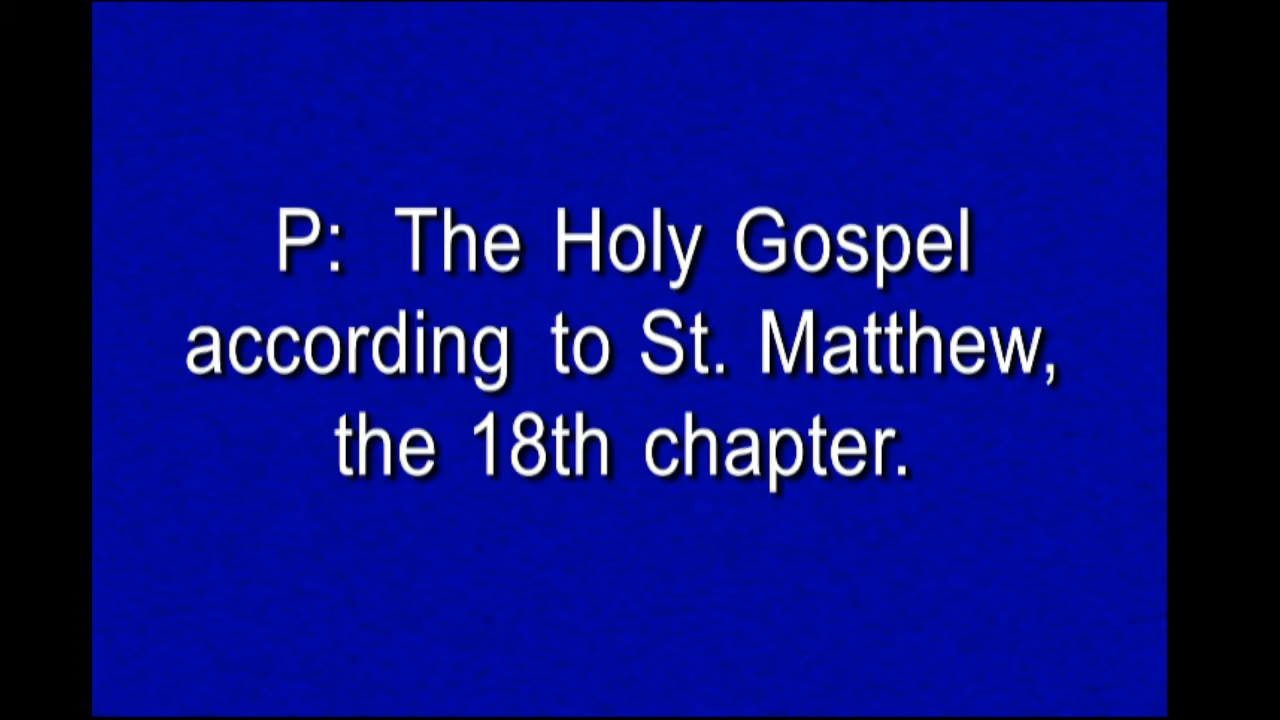 P: The Holy Gospel
according to St. Matthew,
the 18th chapter.